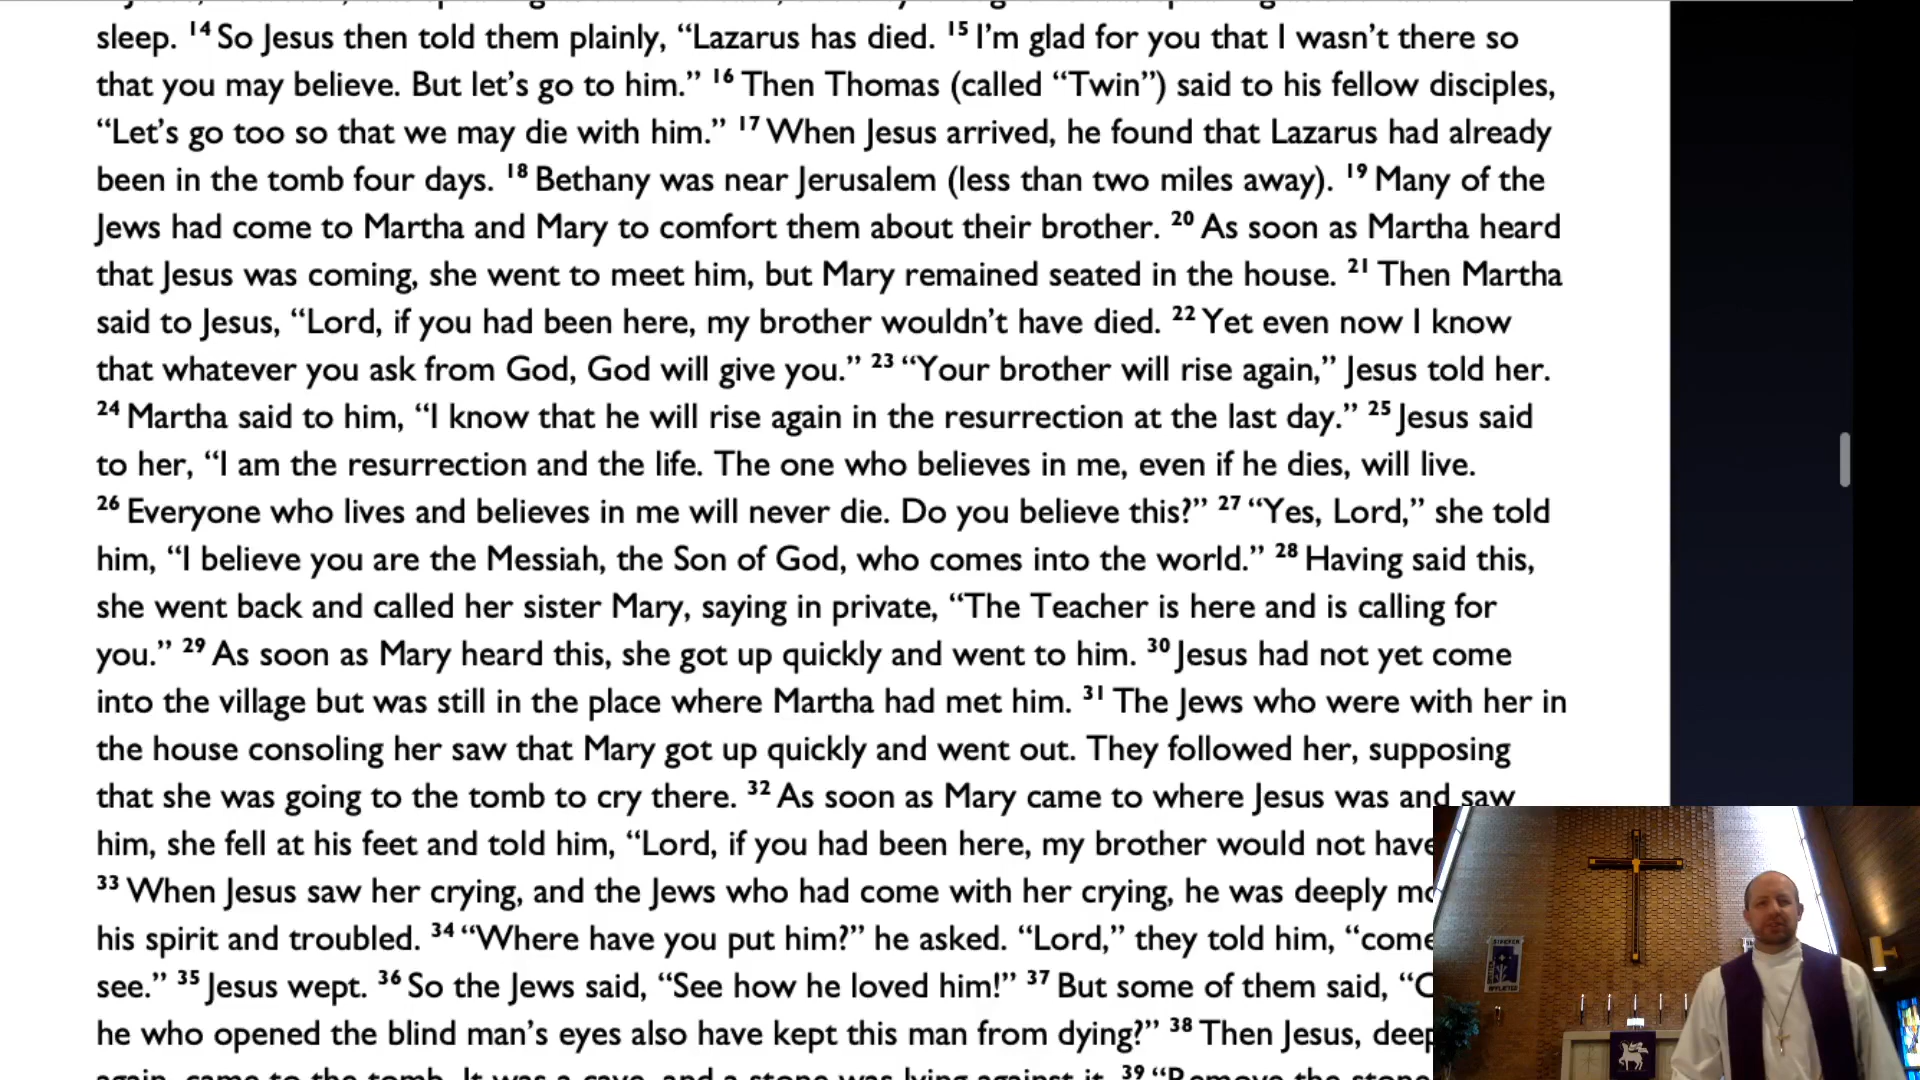 sleep. 14 So Jesus then told them plainly, “Lazarus has died. 15 I’m glad for you that I wasn’t there so
that you may believe. But let’s go to him.” 16 Then Thomas (called “Twin”) said to his fellow disciples,
“Let’s go too so that we may die with him.” 17 When Jesus arrived, he found that Lazarus had already
been in the tomb four days. 18 Bethany was near Jerusalem (less than two miles away). 19 Many of the
Jews had come to Martha and Mary to comfort them about their brother. 20 As soon as Martha heard
that Jesus was coming, she went to meet him, but Mary remained seated in the house. 21 Then Martha
said to Jesus, “Lord, if you had been here, my brother wouldn’t have died. 22 Yet even now I know
that whatever you ask from God, God will give you.” 23 “Your brother will rise again,” Jesus told her.
24 Martha said to him, “I know that he will rise again in the resurrection at the last day.” 25 Jesus said
to her, “I am the resurrection and the life. The one who believes in me, even if he dies, will live.
26 Everyone who lives and believes in me will never die. Do you believe this?” 27 “Yes, Lord,” she told
him, “I believe you are the Messiah, the Son of God, who comes into the world.” 28 Having said this,
she went back and called her sister Mary, saying in private, “The Teacher is here and is calling for
you.” 29 As soon as Mary heard this, she got up quickly and went to him. 30 Jesus had not yet come
into the village but was still in the place where Martha had met him. 31 The Jews who were with her in
the house consoling her saw that Mary got up quickly and went out. They followed her, supposing
that she was going to the tomb to cry there. 32 As soon as Mary came to where Jesus was and saw
him, she fell at his feet and told him, “Lord, if you had been here, my brother would not have
33 When Jesus saw her crying, and the Jews who had come with her crying, he was deeply mo
his spirit and troubled. 34 “Where have you put him?” he asked. “Lord,” they told him, “come
see.” 35 Jesus wept. 36 So the Jews said, “See how he loved him!” 37 But some of them said, “C
he who opened the blind man’s eyes also have kept this man from dying?” 38 Then Jesus, deep
again, came to the tomb. It was a cave, and a stone was lying against it. 39 “Remove the stone